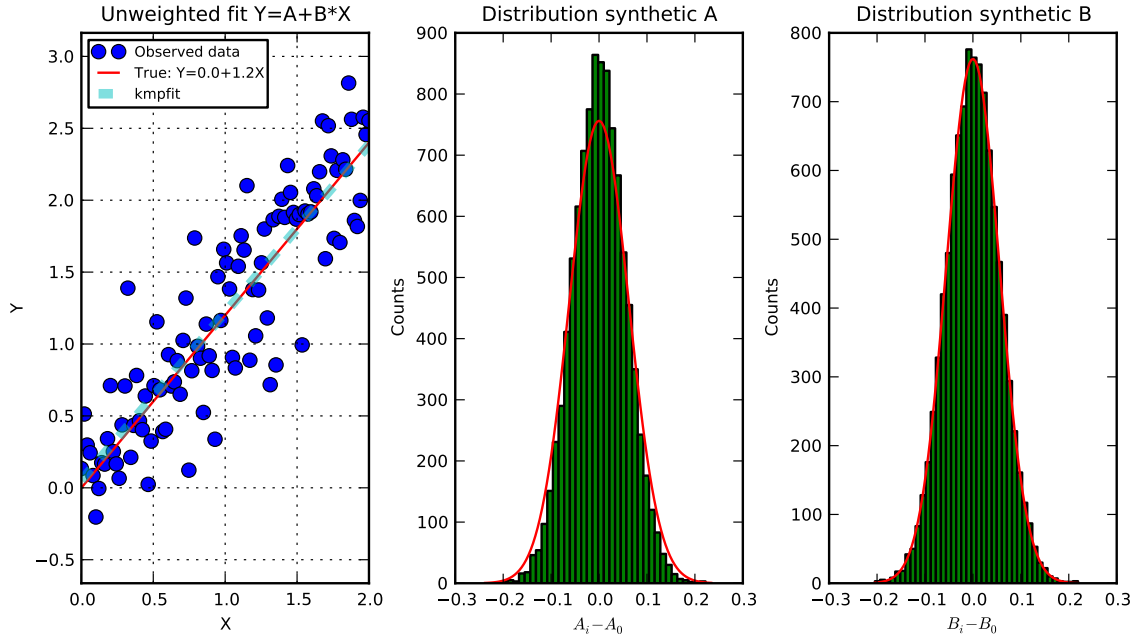 Unweighted fit Y=A+B*X
Observed data
True: Y=0.0+1.2X
kmpfit
3.0
2.5
2.0
1.5
1.0
0.5
0.0
−0.5
Y
0.0 0.5 1.0 1.5 2.0
X
Distribution synthetic A
900
800
700
600
500
400
300
200
100
0
Counts
−0.3 −0.2 −0.1 0.0 0.1 0.2 0.3
A_i−A_0
Distribution synthetic B
800
700
600
500
400
300
200
100
0
Counts
−0.3 −0.2 −0.1 0.0 0.1 0.2 0.3
B_i−B_0